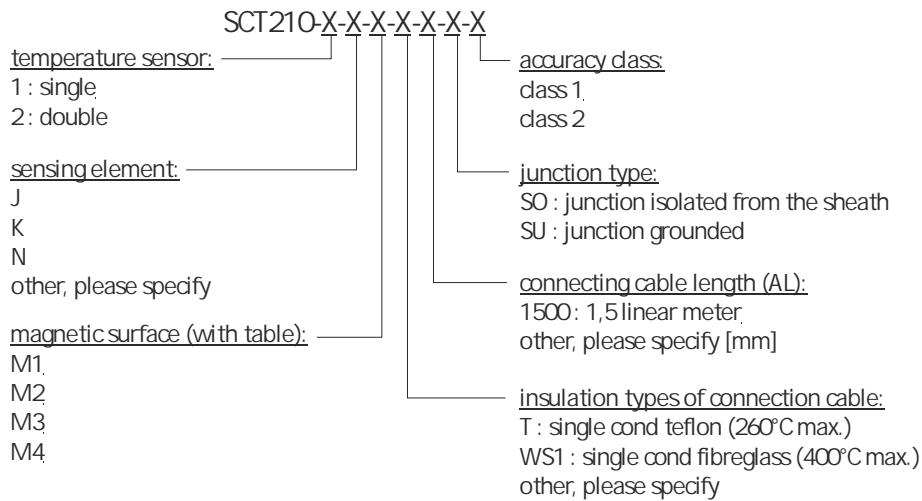 SCT210-X-X-X-X-X-X-X
temperature sensor:
1 : single
2 : double
sensing element:
J
K
N
other, please specify
magnetic surface (with table):
M1
M2
M3
M4
accuracy class:
class 1
class 2
junction type:
SO : junction isolated from the sheath
SU : junction grounded
connecting cable length (AL):
1500 : 1,5 linear meter
other, please specify [mm]
insulation types of connection cable:
T : single cond teflon (260°C max.)
WS1 : single cond fibreglass (400°C max.)
other, please specify